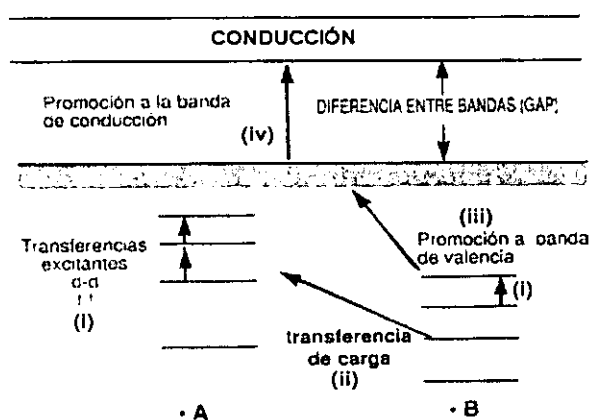 CONDUCCIÓN
Promoción a la banda
de conducción
(iv)
DIFERENCIA ENTRE BANDAS (GAP)
(iii)
Promoción a banda
de valencia
Transferencias
excitantes
d-d
f f
(i)
(i)
transferencia
de carga
(ii)
· A
· B